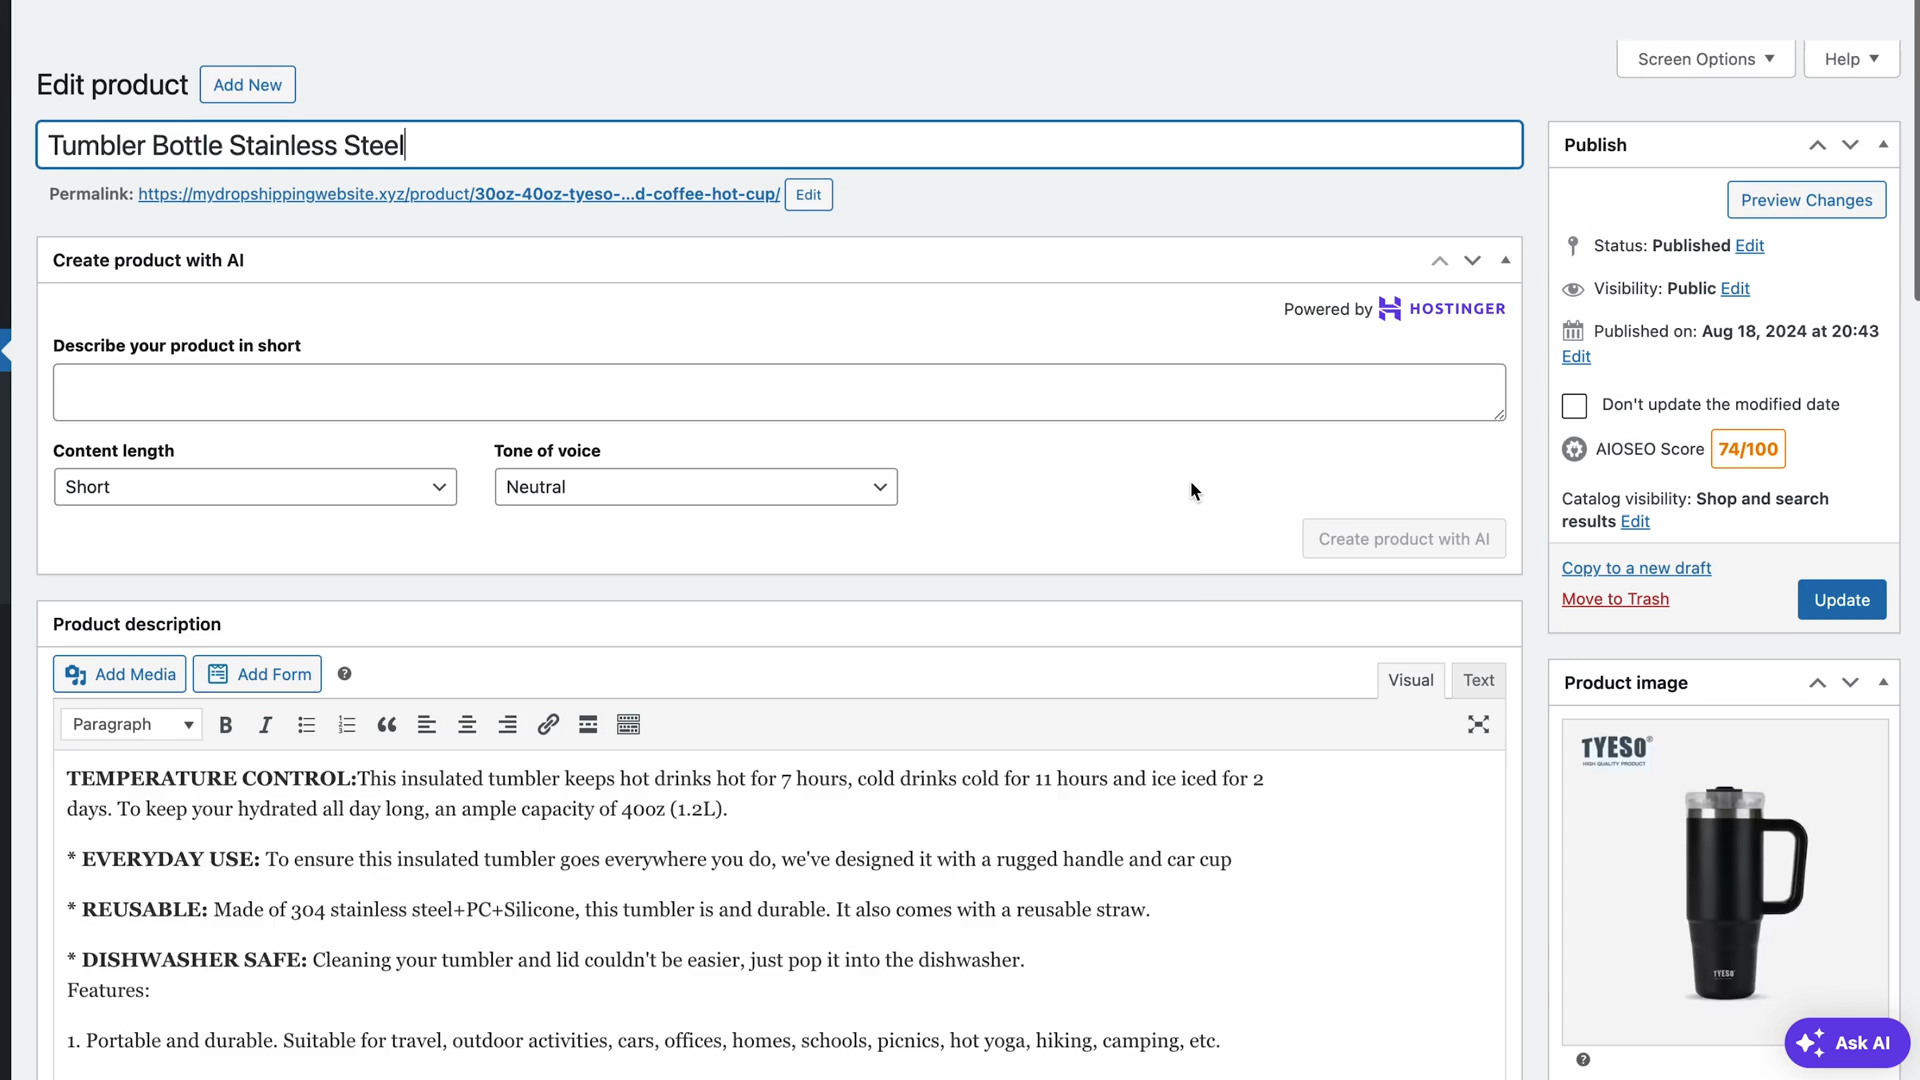 Screen Options
Help
Edit product
Add New
Tumbler Bottle Stainless Steel
Permalink: https://mydropshippingwebsite.xyz/product/30oz-40oz-tyeso-...d-coffee-hot-cup/ Edit
Create product with AI
Powered by HOSTINGER
Describe your product in short
Content length
Tone of voice
Short
Neutral
Create product with AI
Product description
Add Media
Add Form
Visual
Text
Paragraph
TEMPERATURE CONTROL:This insulated tumbler keeps hot drinks hot for 7 hours, cold drinks cold for 11 hours and ice iced for 2
days. To keep your hydrated all day long, an ample capacity of 40oz (1.2L).
* EVERYDAY USE: To ensure this insulated tumbler goes everywhere you do, we've designed it with a rugged handle and car cup
* REUSABLE: Made of 304 stainless steel+PC+Silicone, this tumbler is and durable. It also comes with a reusable straw.
* DISHWASHER SAFE: Cleaning your tumbler and lid couldn't be easier, just pop it into the dishwasher.
Features:
1. Portable and durable. Suitable for travel, outdoor activities, cars, offices, homes, schools, picnics, hot yoga, hiking, camping, etc.
Publish
Preview Changes
Status: Published Edit
Visibility: Public Edit
Published on: Aug 18, 2024 at 20:43
Edit
Don't update the modified date
AIOSEO Score 74/100
Catalog visibility: Shop and search
results Edit
Copy to a new draft
Move to Trash
Update
Product image
TYESO®
HIGH QUALITY PRODUCT
TYESO
Ask AI